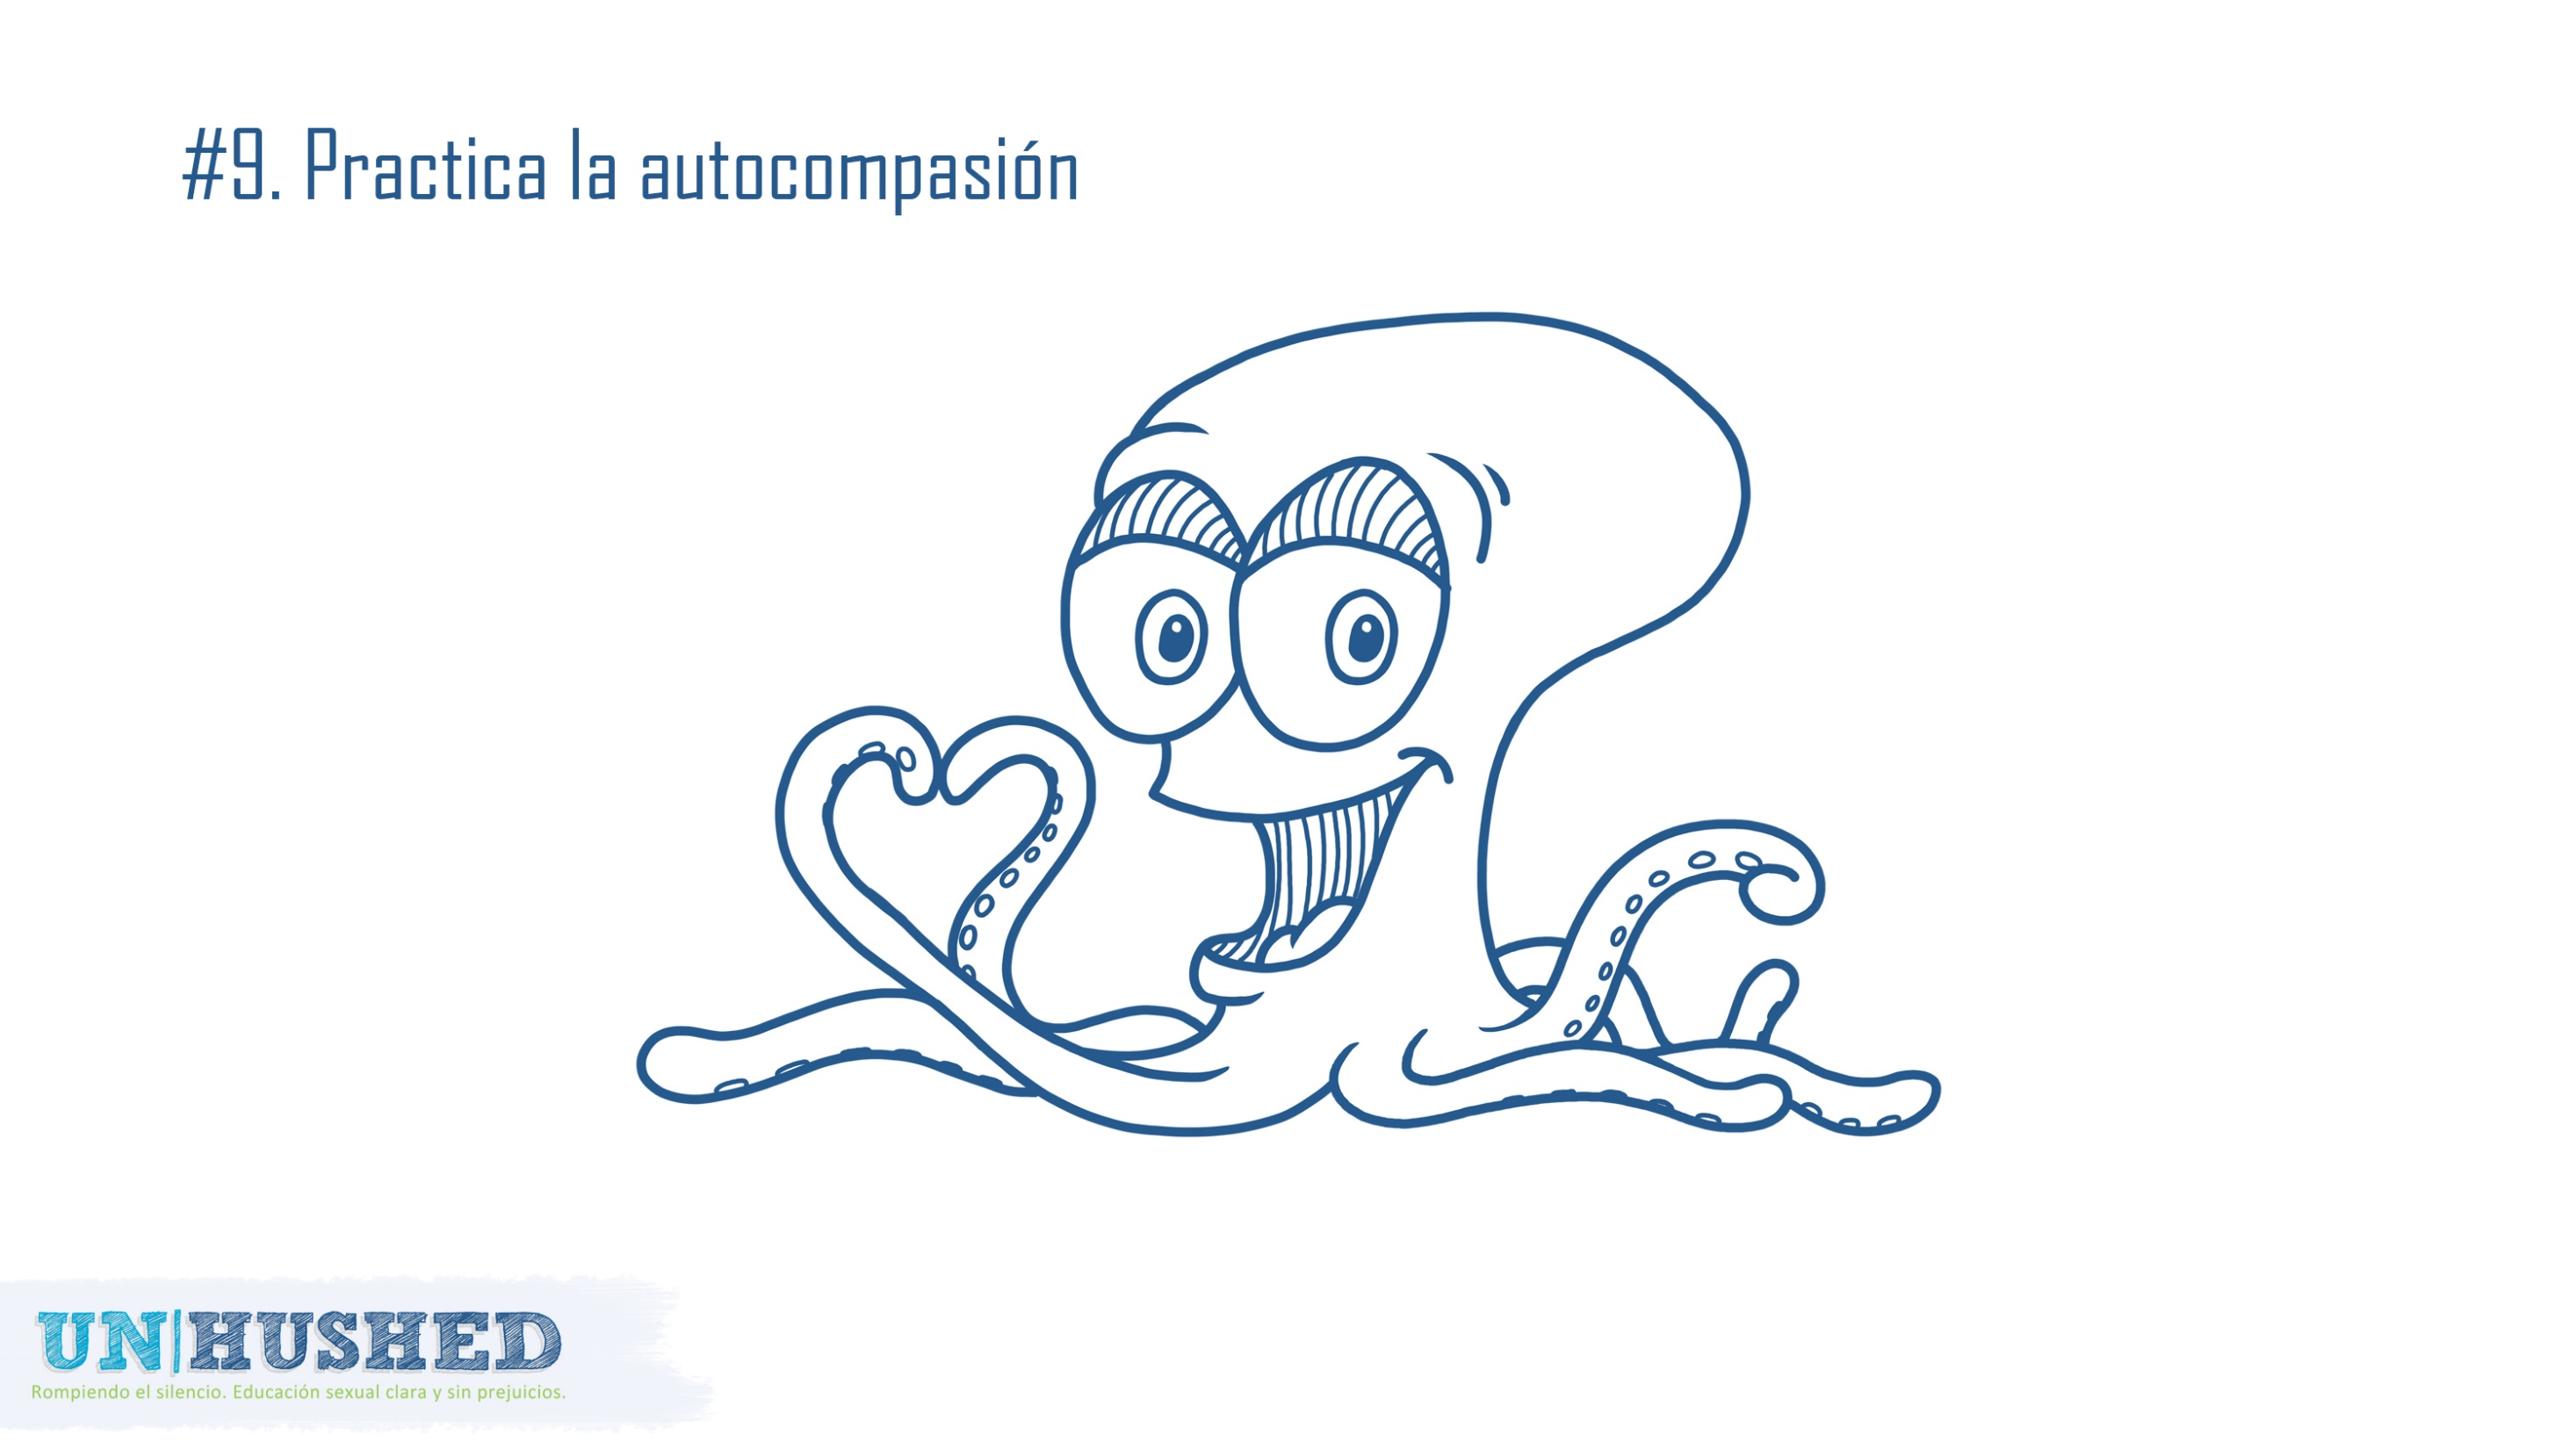 #9. Practica la autocompasión
UN|HUSHED
Rompiendo el silencio. Educación sexual clara y sin prejuicios.